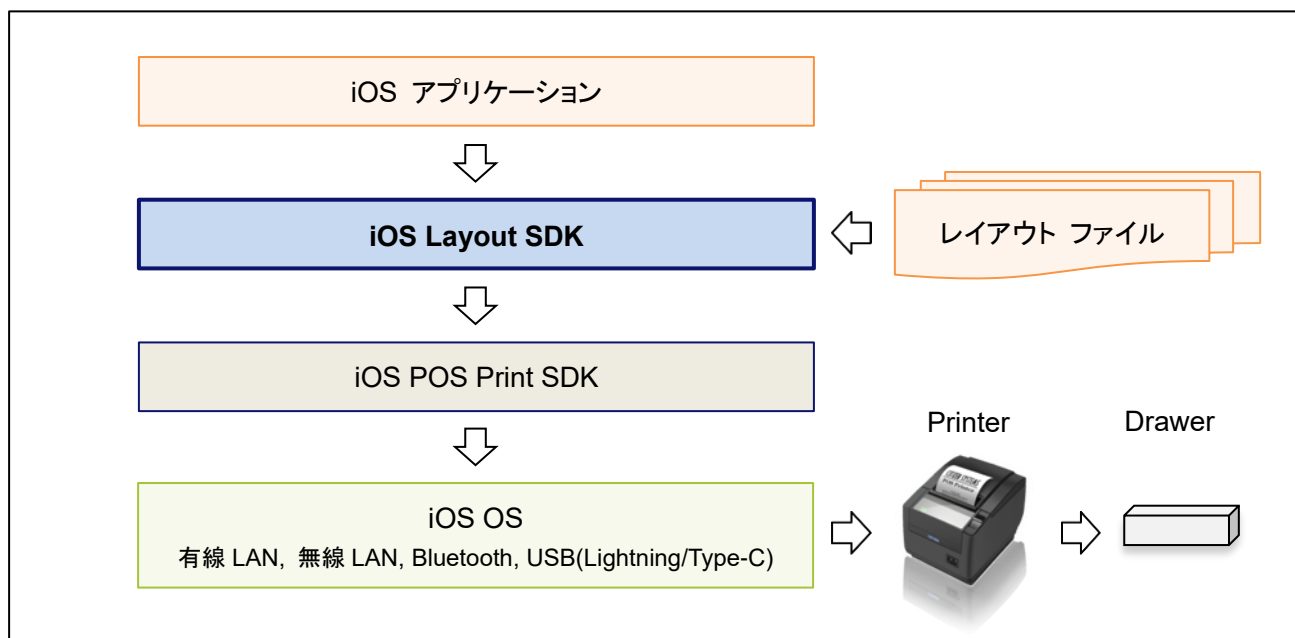 iOS アプリケーション
iOS Layout SDK
レイアウト ファイル
iOS POS Print SDK
Printer
Drawer
iOS OS
有線 LAN, 無線 LAN, Bluetooth, USB(Lightning/Type-C)